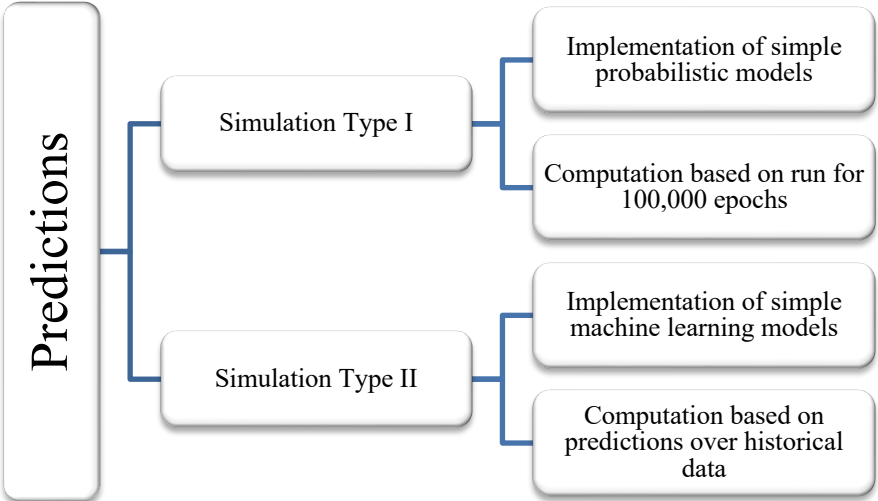 Predictions
Simulation Type I
Implementation of simple
probabilistic models
Computation based on run for
100,000 epochs
Simulation Type II
Implementation of simple
machine learning models
Computation based on
predictions over historical
data